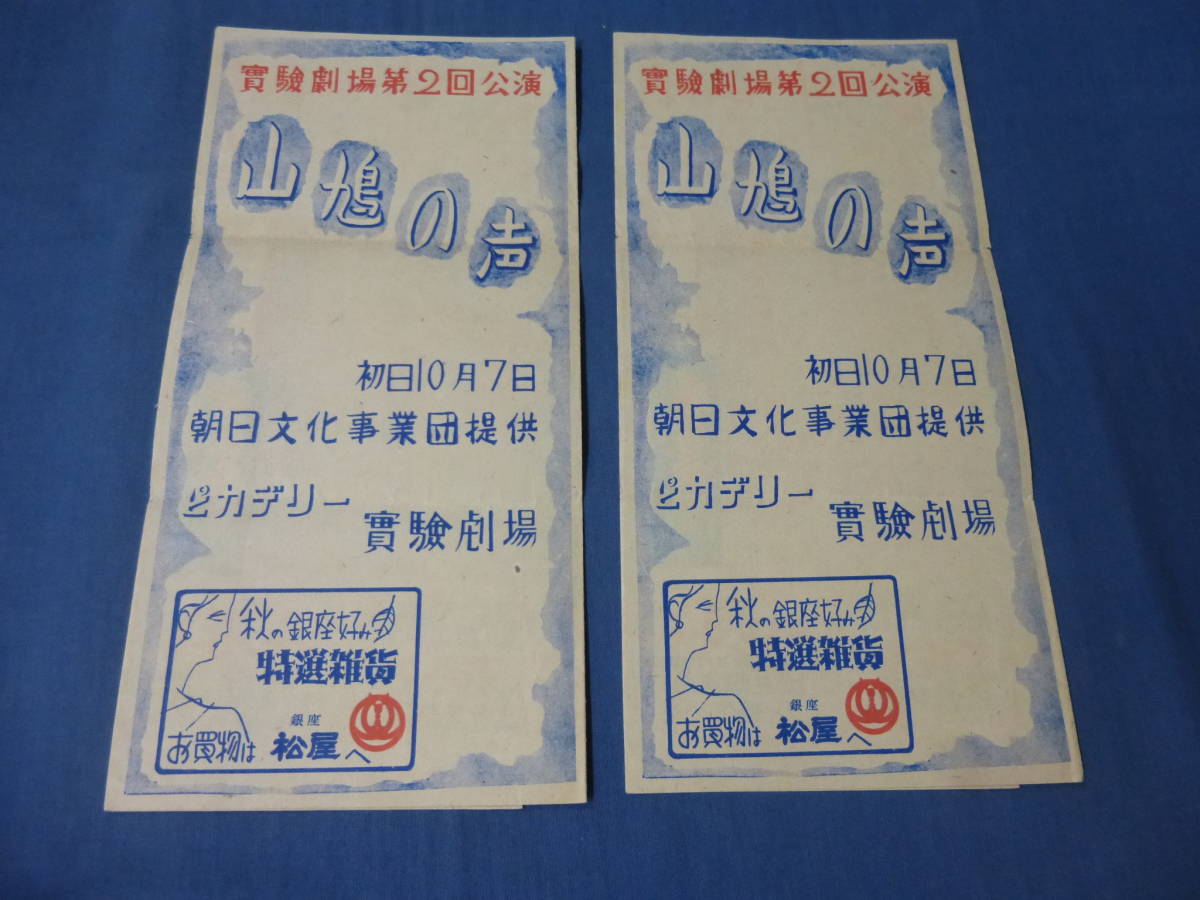 實驗劇場第2回公演
山鳩の声
初日10月7日
朝日文化事業団提供
ピカデリー
實驗劇場
秋の銀座好み
特選雑貨
銀座
お買物は 松屋へ
實驗劇場第2回公演
山鳩の声
初日10月7日
朝日文化事業団提供
ピカデリー
實驗劇場
秋の銀座好み
特選雑貨
銀座
お買物は 松屋へ